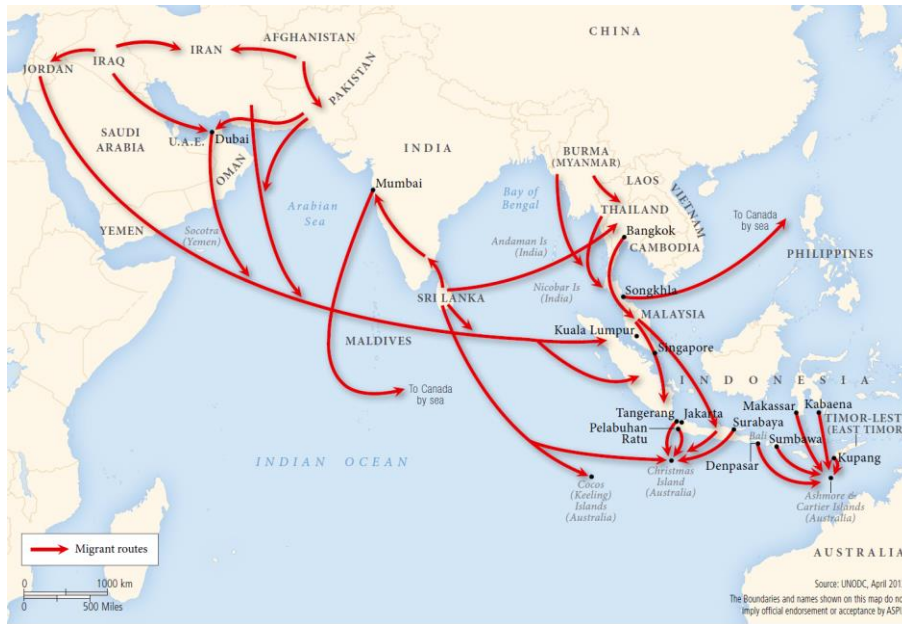 CHINA
AFGHANISTAN
IRAN
IRAQ
JORDAN
PAKISTAN
SAUDI
ARABIA
U.A.E.
Dubai
OMAN
INDIA
BURMA
(MYANMAR)
LAOS
VIETNAM
Mumbai
Bay of
Bengal
THAILAND
Arabian
Sea
To Canada
by sea
YEMEN
Socotra
(Yemen)
Bangkok
CAMBODIA
Andaman Is
(India)
PHILIPPINES
Nicobar Is
(India)
Songkhla
SRI LANKA
MALAYSIA
Kuala Lumpur
MALDIVES
Singapore
To Canada
by sea
INDONESIA
Makassar
Kabaena
Tangerang
Jakarta
TIMOR-LEST
(EAST TIMOR)
Pelabuhan
Ratu
Surabaya
Bali
Sumbawa
Denpasar
Kupang
INDIAN OCEAN
Christmas
Island
(Australia)
Cocos
(Keeling)
Islands
(Australia)
Ashmore &
Cartier Islands
(Australia)
Migrant routes
AUSTRALIA
0 1000 km
0 500 Miles
Source: UNODC, April 201
The Boundaries and names shown on this map do no
imply official endorsement or acceptance by ASPI